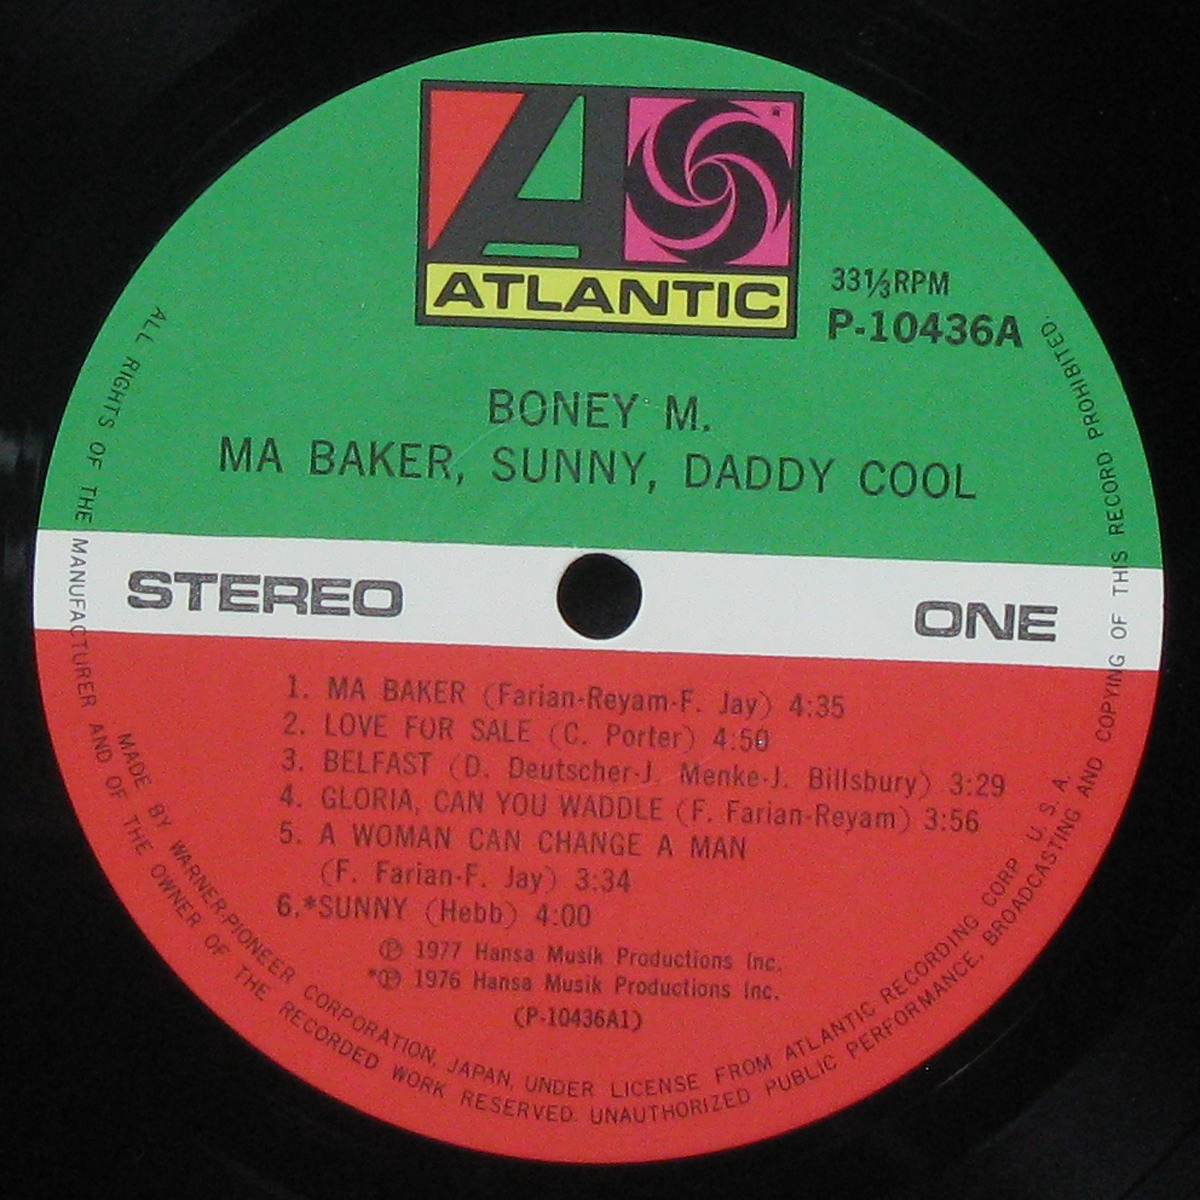 ATLANTIC
33⅓RPM
P-10436A
BONEY M.
MA BAKER, SUNNY, DADDY COOL
STEREO
ONE
1. MA BAKER (Farian-Reyam-F. Jay) 4:35
2. LOVE FOR SALE (C. Porter) 4:50
3. BELFAST (D. Deutscher-J. Menke-J. Billsbury) 3:29
4. GLORIA, CAN YOU WADDLE (F. Farian-Reyam) 3:56
5. A WOMAN CAN CHANGE A MAN
(F. Farian-F. Jay) 3:34
6.*SUNNY (Hebb) 4:00
Ⓟ 1977 Hansa Musik Productions Inc.
*Ⓟ 1976 Hansa Musik Productions Inc.
(P-10436A1)
MADE BY WARNER-PIONEER CORPORATION, JAPAN, UNDER LICENSE FROM ATLANTIC RECORDING CORP. U. S. A.
ALL RIGHTS OF THE MANUFACTURER AND OF THE OWNER OF THE RECORDED WORK RESERVED. UNAUTHORIZED PUBLIC PERFORMANCE, BROADCASTING AND COPYING OF THIS RECORD PROHIBITED.